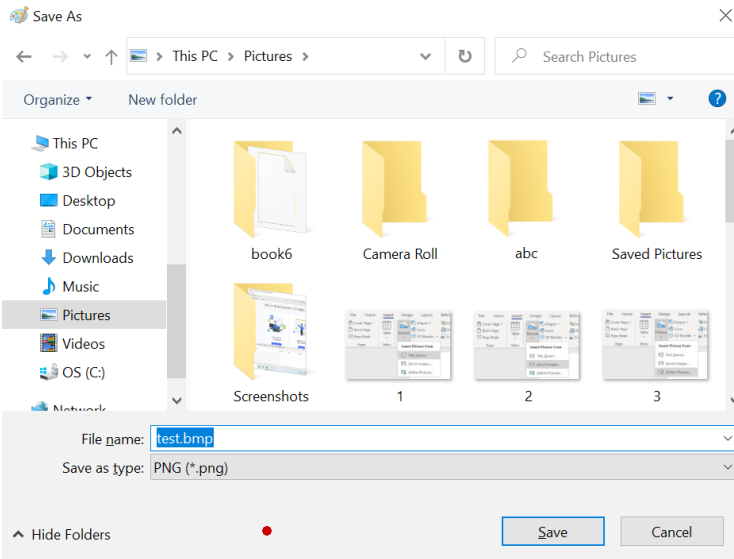 Save As
This PC Pictures
Search Pictures
Organize
New folder
?
This PC
3D Objects
Desktop
Documents
Downloads
Music
Pictures
Videos
OS (C:)
Network
book6
Camera Roll
abc
Saved Pictures
Screenshots
1
2
3
File name: test.bmp
Save as type: PNG (*.png)
Hide Folders
Save
Cancel